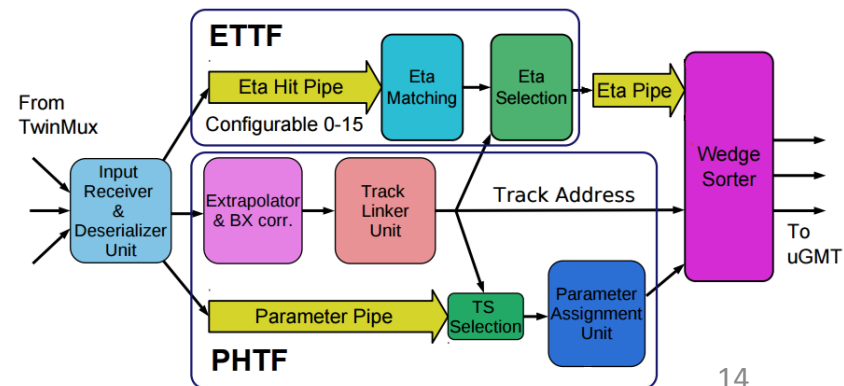 ETTF
Eta Hit Pipe
Configurable 0-15
Eta
Matching
Eta
Selection
Eta Pipe
From
TwinMux
Input
Receiver
&
Deserializer
Unit
Extrapolator
& BX corr.
Track
Linker
Unit
Track Address
Wedge
Sorter
To
uGMT
Parameter Pipe
TS
Selection
Parameter
Assignment
Unit
PHTF
14